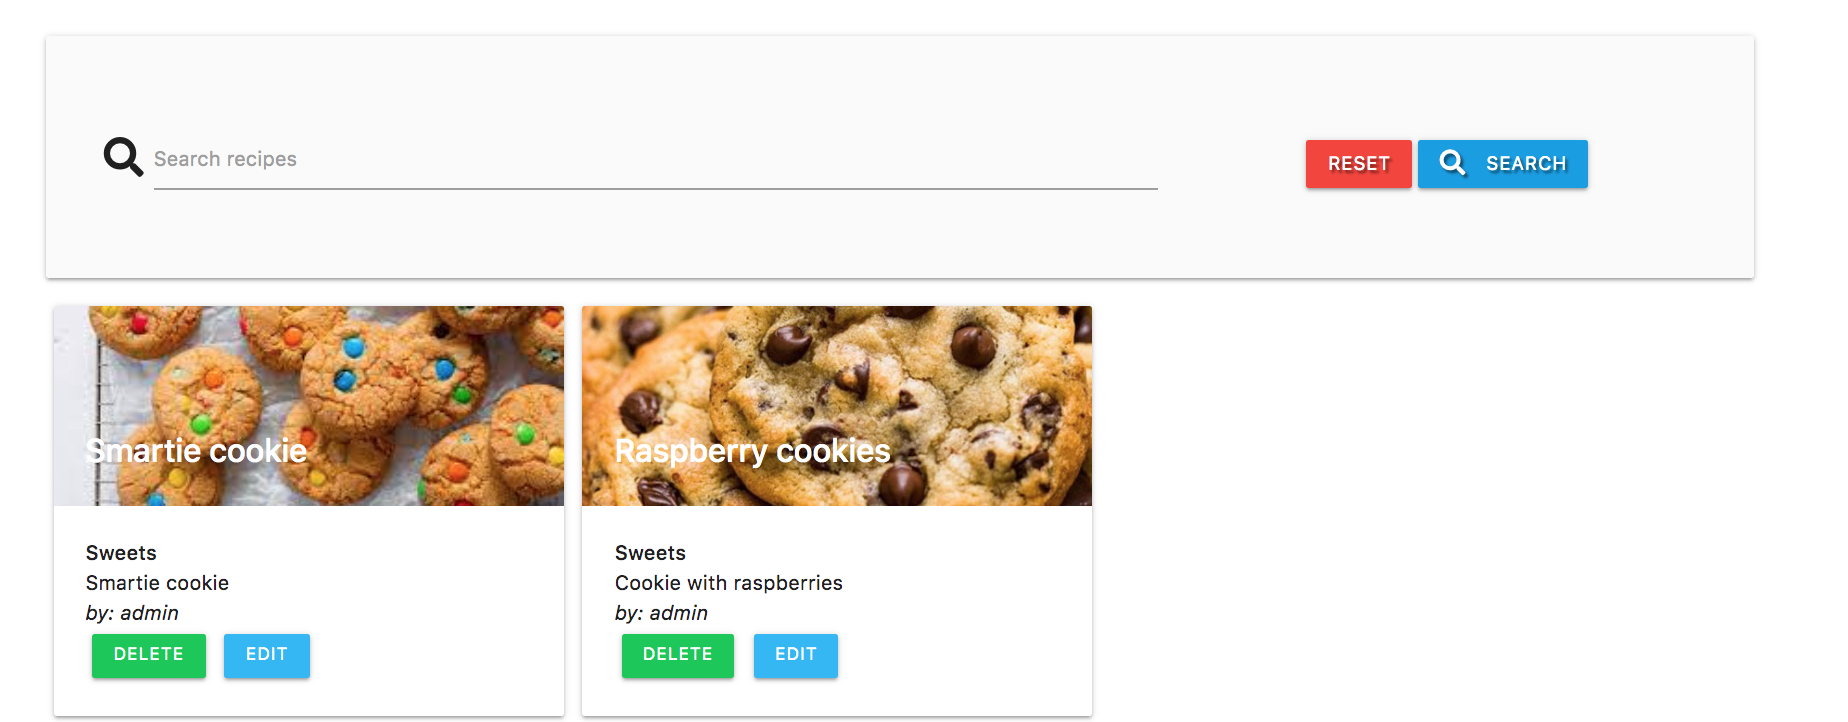 Search recipes
RESET
SEARCH
Smartie cookie
Sweets
Smartie cookie
by: admin
DELETE
EDIT
Raspberry cookies
Sweets
Cookie with raspberries
by: admin
DELETE
EDIT